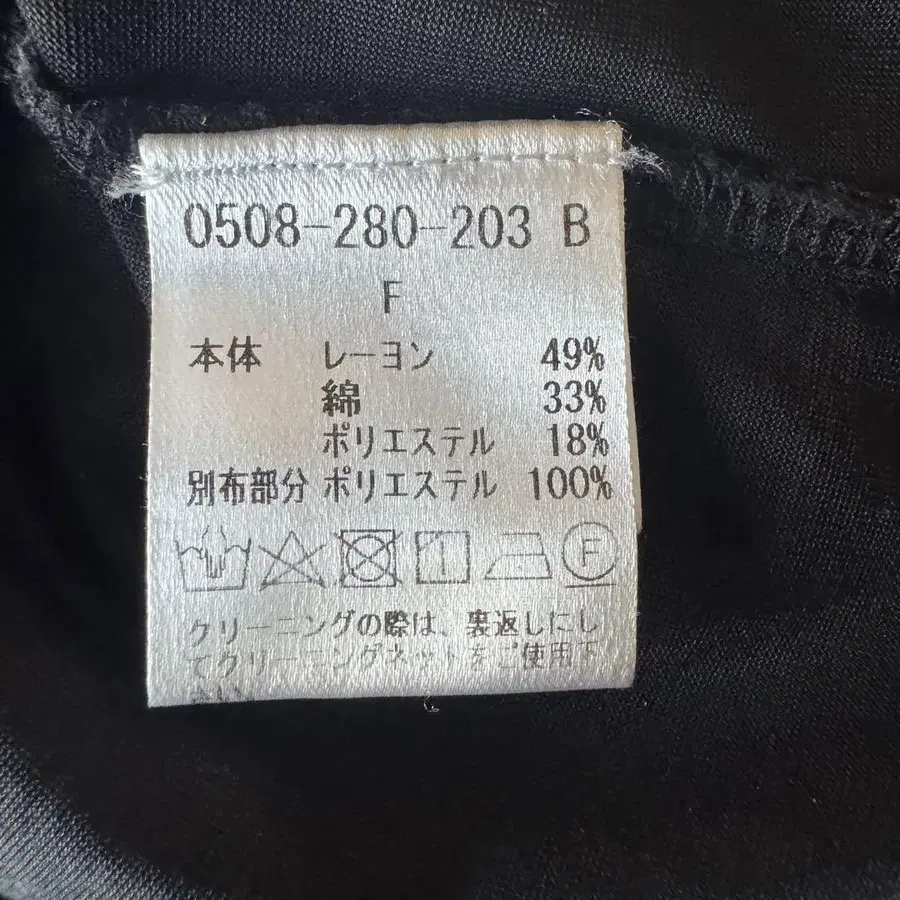 0508-280-203 B
F
本体 レーヨン 49%
綿 33%
ポリエステル 18%
別布部分 ポリエステル 100%
F
クリーニングの際は、裏返しにし
てクリーニングネットをご使用下
さい